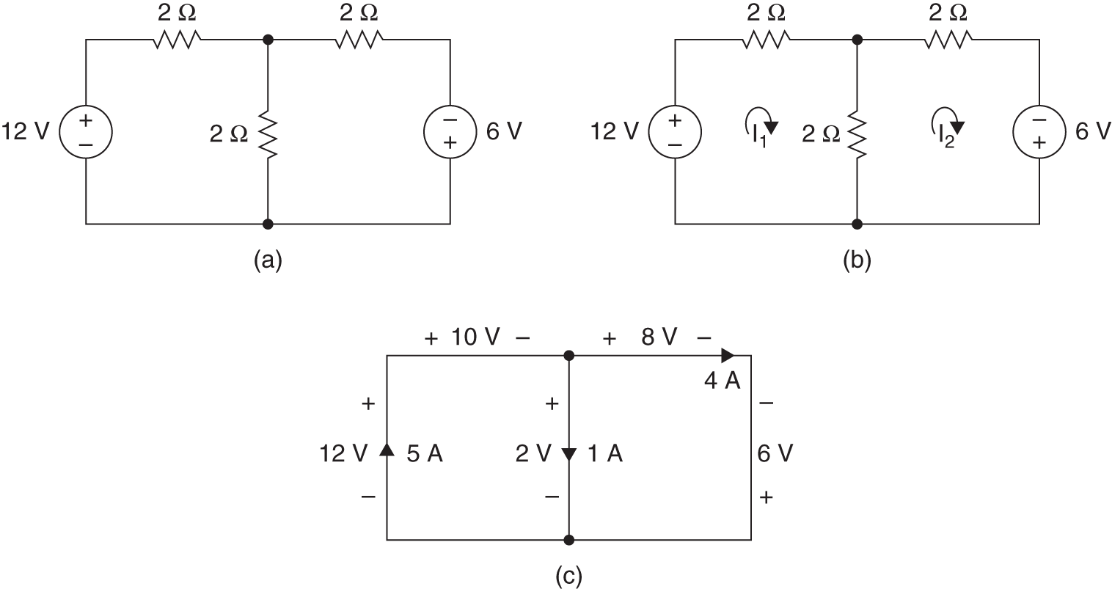 2 Ω 2 Ω 2 Ω 2 Ω
12 V + − 2 Ω − + 6 V 12 V + − I1 2 Ω I2 − + 6 V
(a) (b)
+ 10 V − + 8 V −
4 A
+ + −
12 V 5 A 2 V 1 A 6 V
− − +
(c)